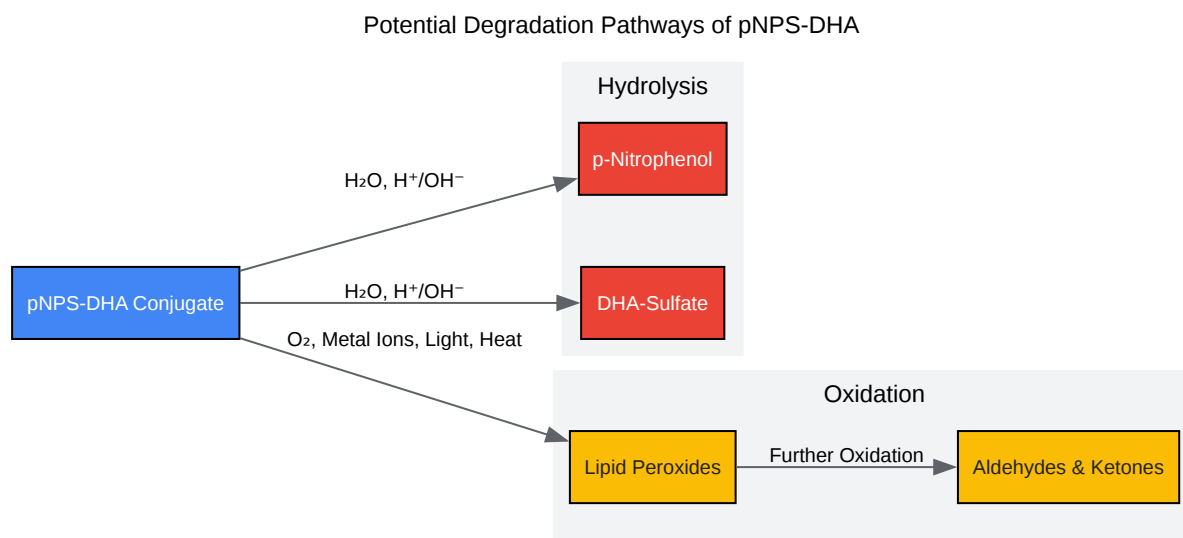 Potential Degradation Pathways of pNPS-DHA
Hydrolysis
p-Nitrophenol
H₂O, H⁺/OH⁻
pNPS-DHA Conjugate
H₂O, H⁺/OH⁻
DHA-Sulfate
O₂, Metal Ions, Light, Heat
Oxidation
Lipid Peroxides
Further Oxidation
Aldehydes & Ketones